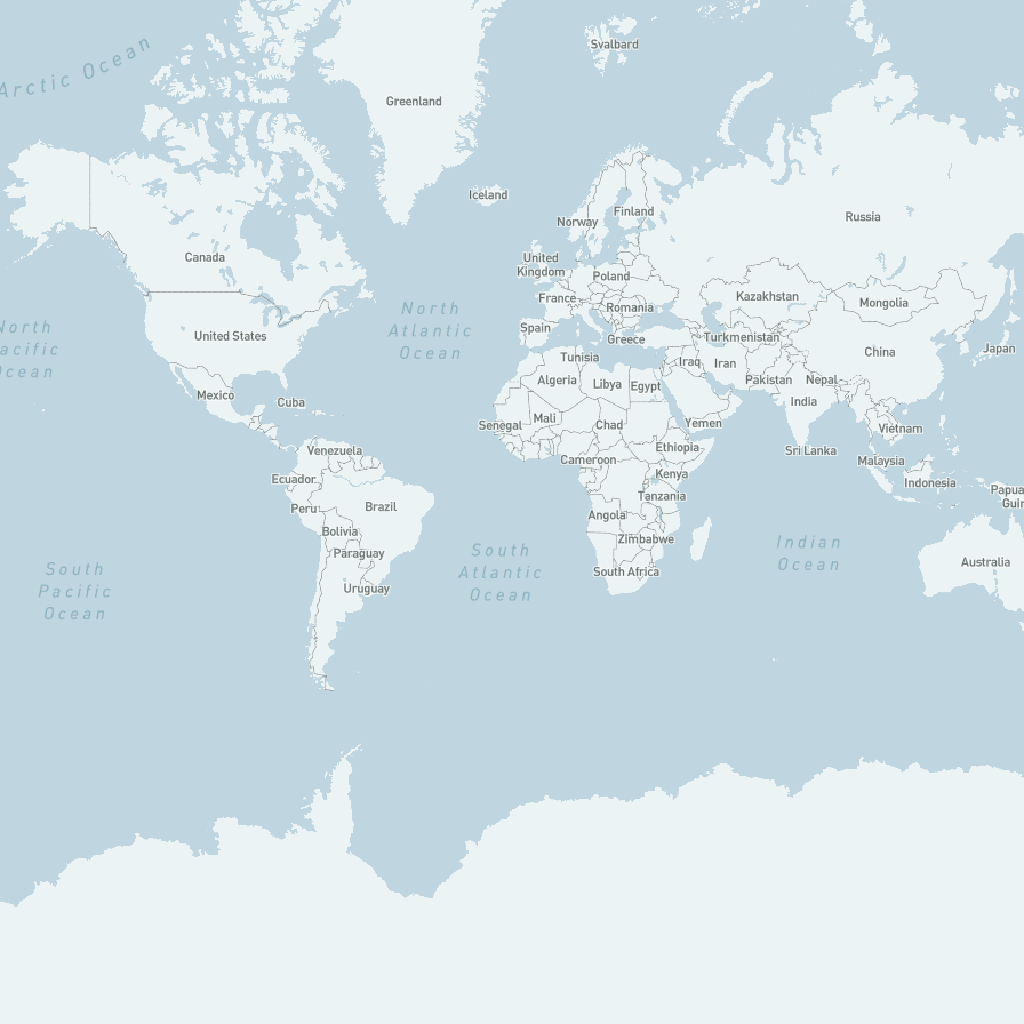 Svalbard
Arctic Ocean
Greenland
Iceland
Norway
Finland
Russia
Canada
United
Kingdom
Poland
France
Romania
Kazakhstan
Mongolia
North
Atlantic
Ocean
North
acific
cean
United States
Spain
Greece
Turkmenistan
Japan
China
Tunisia
Iraq
Iran
Algeria
Libya
Egypt
Pakistan
Nepal
Mexico
Cuba
India
Mali
Senegal
Chad
Yemen
Vietnam
Venezuela
Cameroon
Ethiopia
Sri Lanka
Malaysia
Ecuador
Kenya
Indonesia
Peru
Brazil
Tanzania
Papua
Guin
Angola
Bolivia
Zimbabwe
Paraguay
South
Atlantic
Ocean
Indian
Ocean
Australia
South Africa
Uruguay
South
Pacific
Ocean